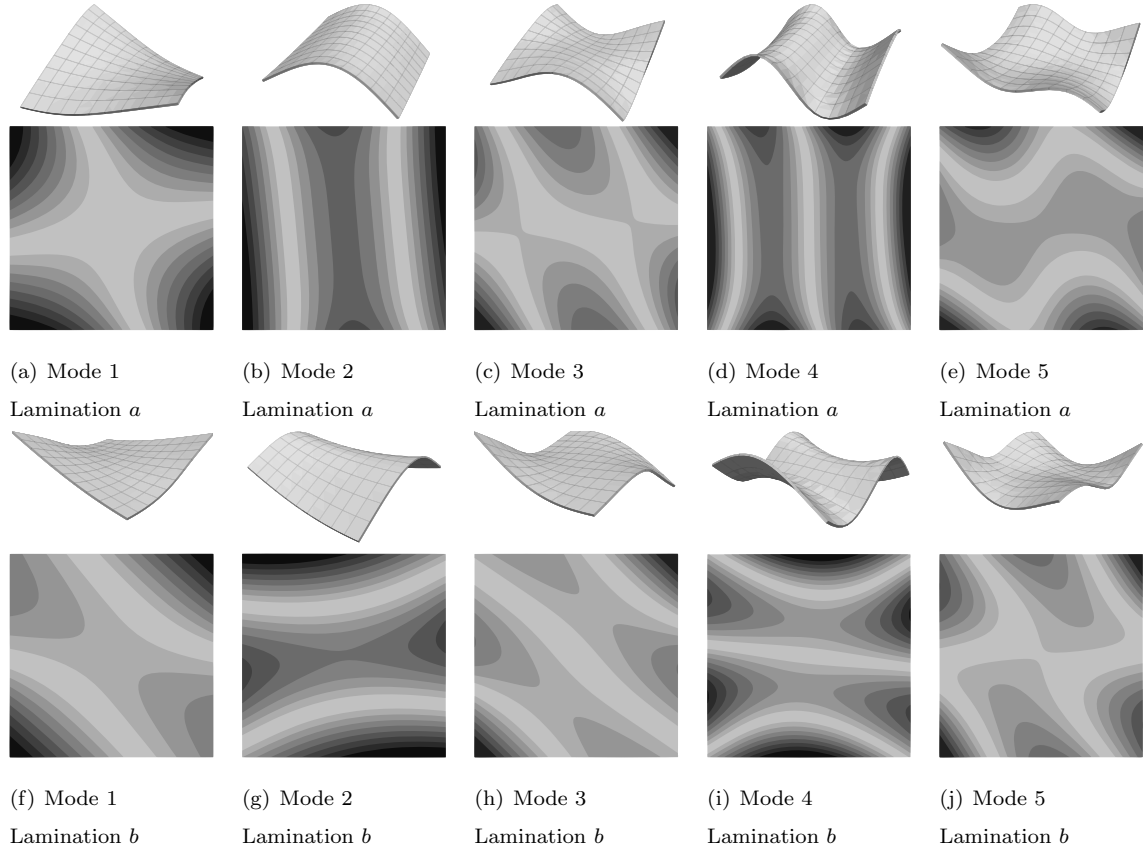 (a) Mode 1 (b) Mode 2 (c) Mode 3 (d) Mode 4 (e) Mode 5
Lamination a Lamination a Lamination a Lamination a Lamination a
(f) Mode 1 (g) Mode 2 (h) Mode 3 (i) Mode 4 (j) Mode 5
Lamination b Lamination b Lamination b Lamination b Lamination b